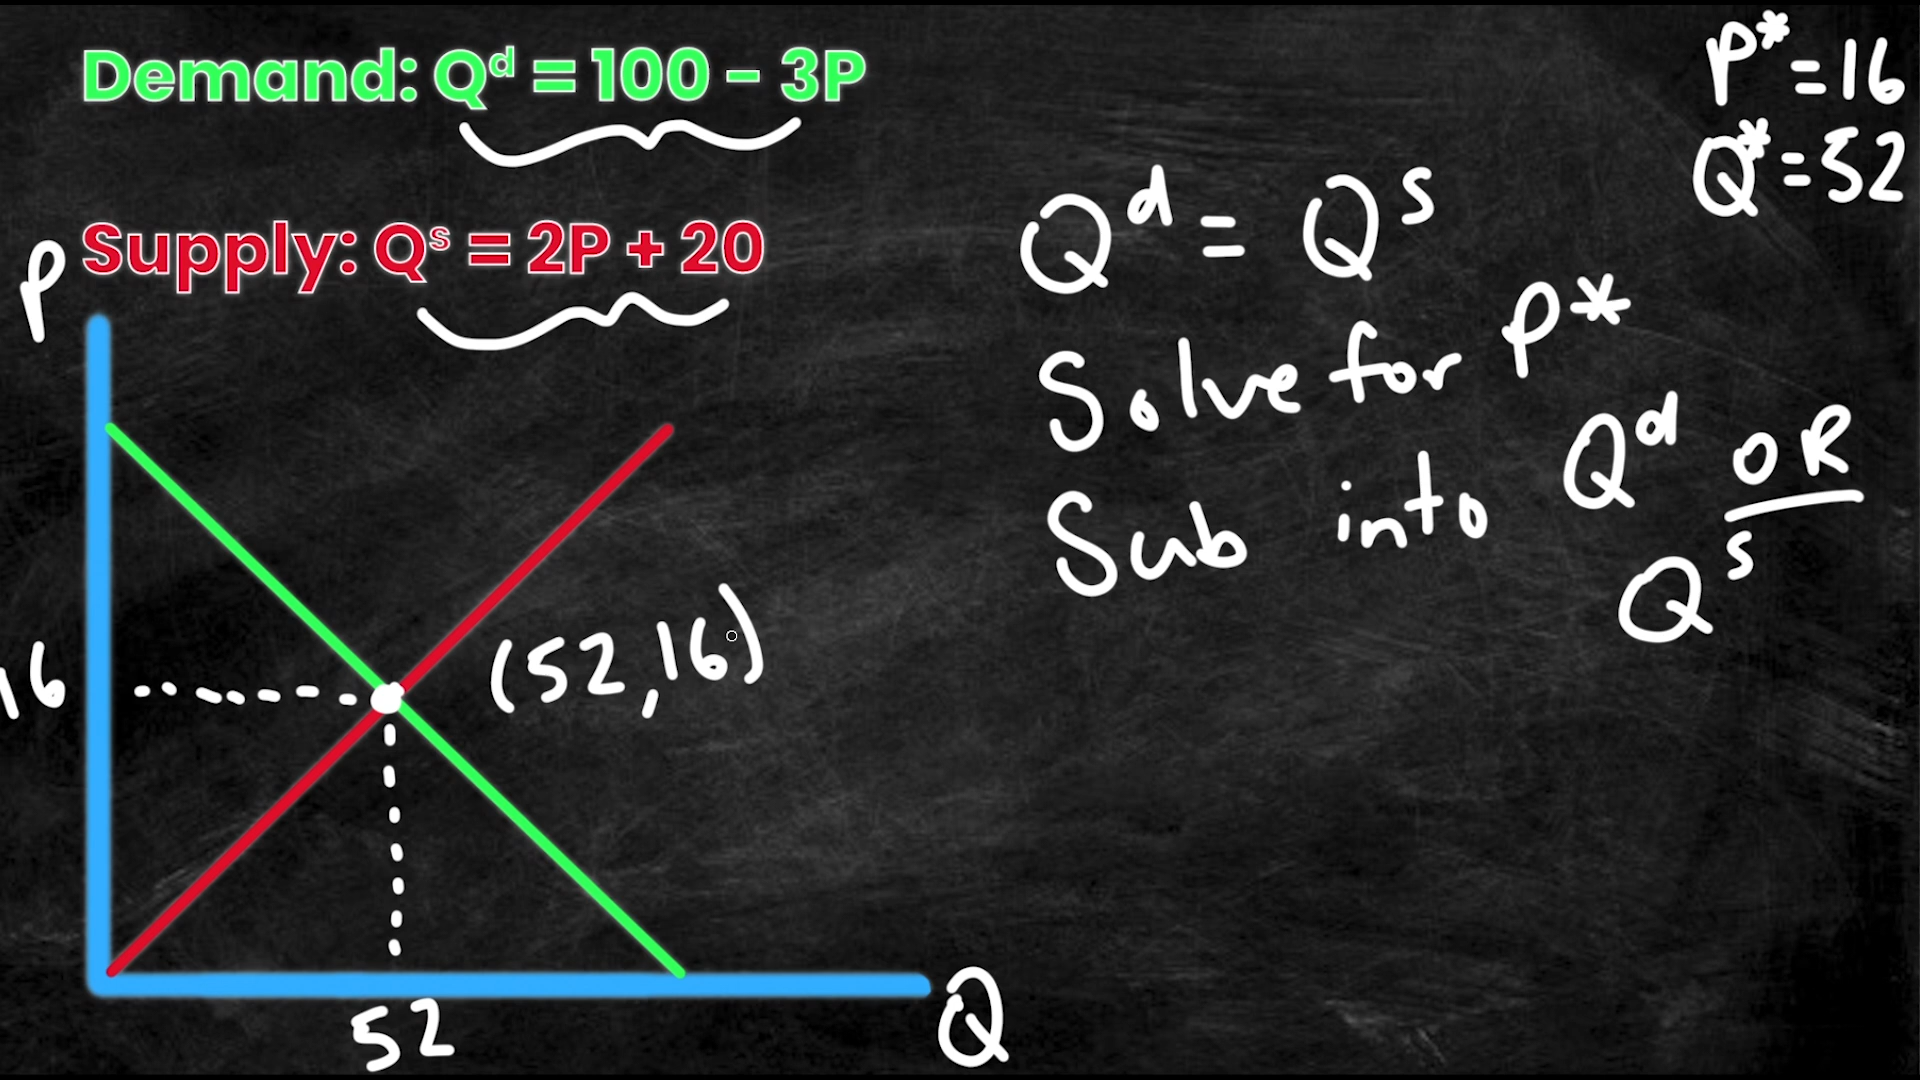 Demand: Qᵈ = 100 - 3P
P* = 16
Q* = 52
Supply: Qˢ = 2P + 20
P
Qᵈ = Qˢ
Solve for P*
Sub into Qᵈ OR
Qˢ
16
(52,16)
52
Q